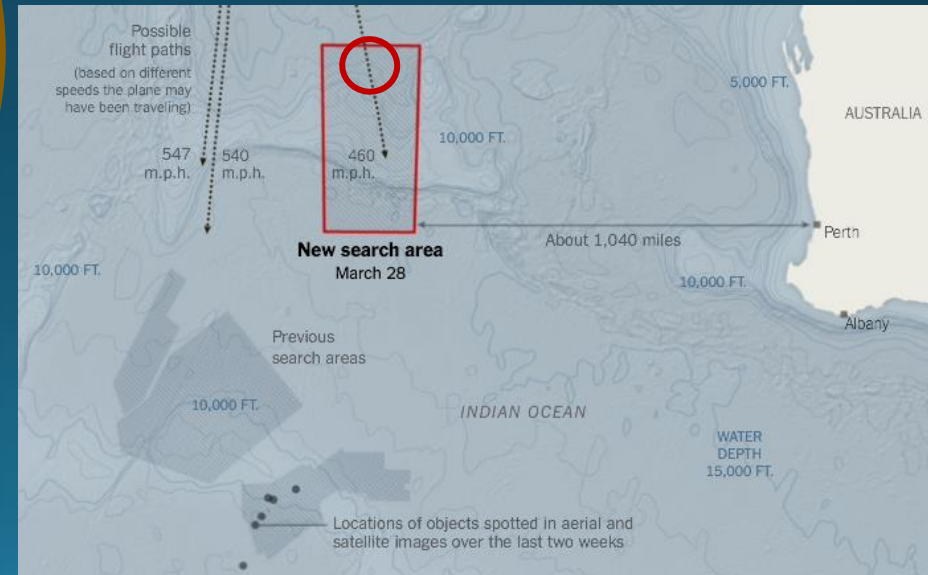 Possible
flight paths
(based on different
speeds the plane may
have been traveling)
5,000 FT.
AUSTRALIA
10,000 FT.
547
m.p.h.
540
m.p.h.
460
m.p.h.
New search area
March 28
About 1,040 miles
Perth
10,000 FT.
10,000 FT.
Albany
Previous
search areas
10,000 FT.
INDIAN OCEAN
WATER
DEPTH
15,000 FT.
Locations of objects spotted in aerial and
satellite images over the last two weeks